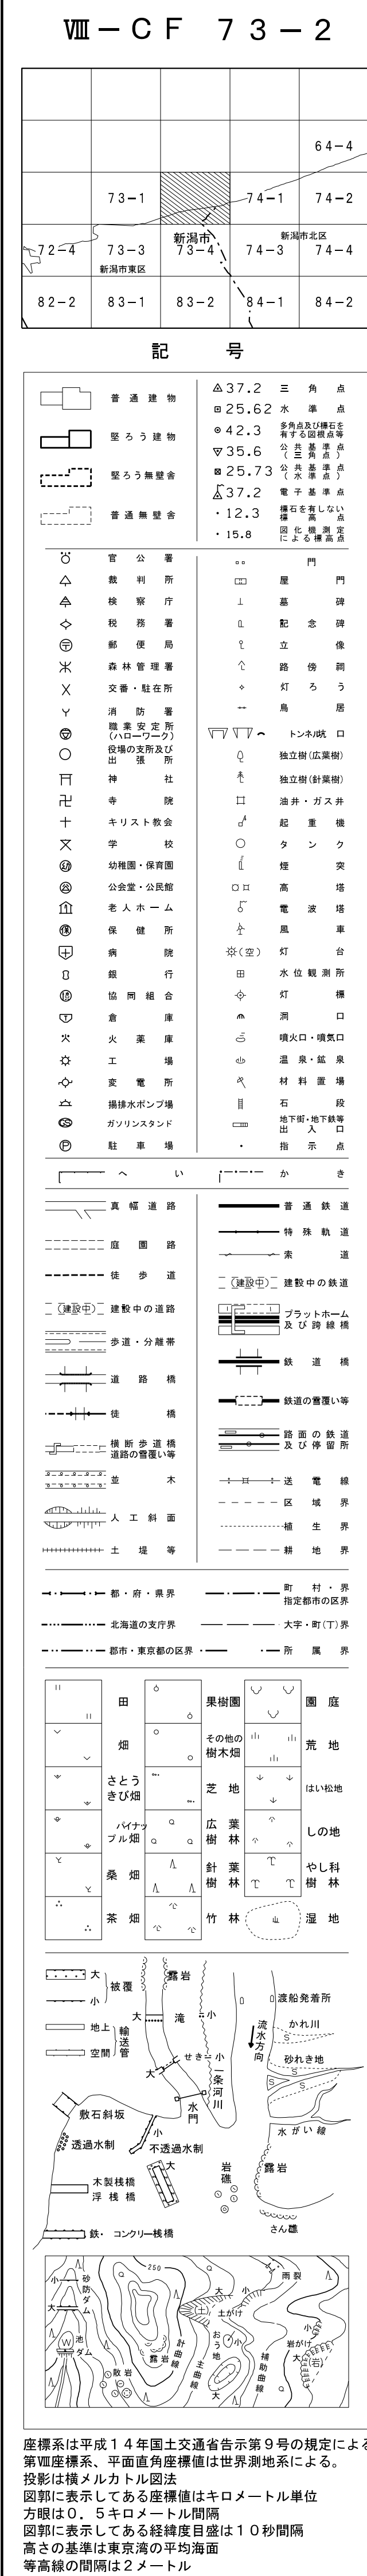 Ⅷ－ＣＦ　７３－２
64-4
73-1
74-1
74-2
新潟市
新潟市北区
72-4
73-3
73-4
74-3
74-4
新潟市東区
82-2
83-1
83-2
84-1
84-2
記　号
普通建物
堅ろう建物
堅ろう無壁舎
普通無壁舎
37.2 三角点
25.62 水準点
42.3 多角点及び標石を有する図根点等
35.6 公共基準点（三角点）
25.73 公共基準点（水準点）
37.2 電子基準点
12.3 標石を有しない標高点
15.8 図化機測定による標高点
官公署
裁判所
検察庁
税務署
郵便局
森林管理署
交番・駐在所
消防署
職業安定所
（ハローワーク）
役場の支所及び
出張所
神社
寺院
キリスト教会
学校
幼 幼稚園・保育園
公 公会堂・公民館
老人ホーム
保 保健所
病院
銀行
協 協同組合
倉庫
火薬庫
工場
変電所
揚排水ポンプ場
GS ガソリンスタンド
P 駐車場
門
屋門
墓碑
記念碑
立像
路傍祠
灯ろう
鳥居
トンネル坑口
独立樹（広葉樹）
独立樹（針葉樹）
油井・ガス井
起重機
タンク
煙突
高塔
電波塔
風車
（空） 灯台
水位観測所
灯標
洞口
噴火口・噴気口
温泉・鉱泉
材料置場
石段
地下街・地下鉄等
出入口
指示点
へい
かき
真幅道路
庭園路
徒歩道
（建設中） 建設中の道路
歩道・分離帯
道路橋
徒橋
横断歩道橋
道路の雪覆い等
並木
人工斜面
土堤等
普通鉄道
特殊軌道
索道
（建設中） 建設中の鉄道
プラットホーム
及び跨線橋
鉄道橋
鉄道の雪覆い等
路面の鉄道
及び停留所
送電線
区域界
植生界
耕地界
都・府・県界
北海道の支庁界
郡市・東京都の区界
町村・界
指定都市の区界
大字・町(丁)界
所属界
田
果樹園
園庭
畑
その他の
樹木畑
荒地
さとう
きび畑
芝地
はい松地
パイナッ
プル畑
広葉
樹林
しの地
桑畑
針葉
樹林
やし科
樹林
茶畑
竹林
湿地
大
小
被覆
地上
空間
輸送管
露岩
滝
小
せき
大
小
一条河川
水門
渡船発着所
流水方向
かれ川
砂れき地
水がい線
敷石斜坂
透過水制
不透過水制
小
大
木製桟橋
浮桟橋
岩礁
露岩
さん礁
鉄・コンクリー桟橋
小
砂防ダム
大
池
W
ダム
散岩
250
露岩
計曲線
主曲線
大
小
（土）
土がけ
おう地
小
大
補助曲線
雨裂
小
岩がけ
大
（岩）
座標系は平成１４年国土交通省告示第９号の規定による
第Ⅷ座標系、平面直角座標値は世界測地系による。
投影は横メルカトル図法
図郭に表示してある座標値はキロメートル単位
方眼は０．５キロメートル間隔
図郭に表示してある経緯度目盛は１０秒間隔
高さの基準は東京湾の平均海面
等高線の間隔は２メートル